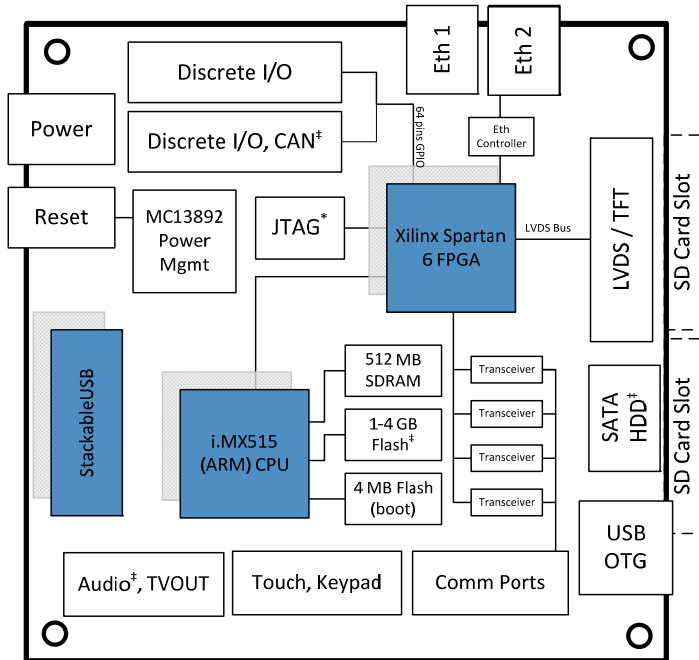 Eth 1
Eth 2
Discrete I/O
Power
Discrete I/O, CAN‡
64 pins GPIO
Eth
Controller
SD Card Slot
Reset
MC13892
Power
Mgmt
JTAG*
Xilinx Spartan
6 FPGA
LVDS Bus
LVDS / TFT
StackableUSB
i.MX515
(ARM) CPU
512 MB
SDRAM
1-4 GB
Flash‡
4 MB Flash
(boot)
Transceiver
Transceiver
Transceiver
Transceiver
SATA
HDD‡
SD Card Slot
USB
OTG
Audio‡, TVOUT
Touch, Keypad
Comm Ports